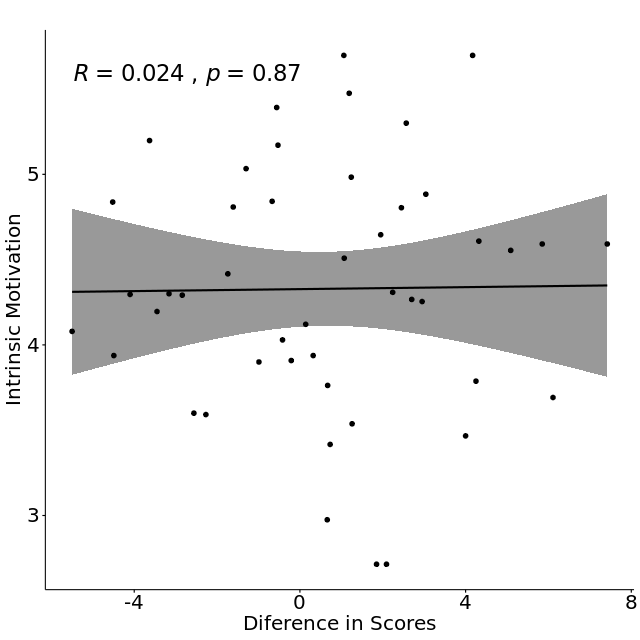 R = 0.024 , p = 0.87
5
4
3
Intrinsic Motivation
-4 0 4 8
Diference in Scores